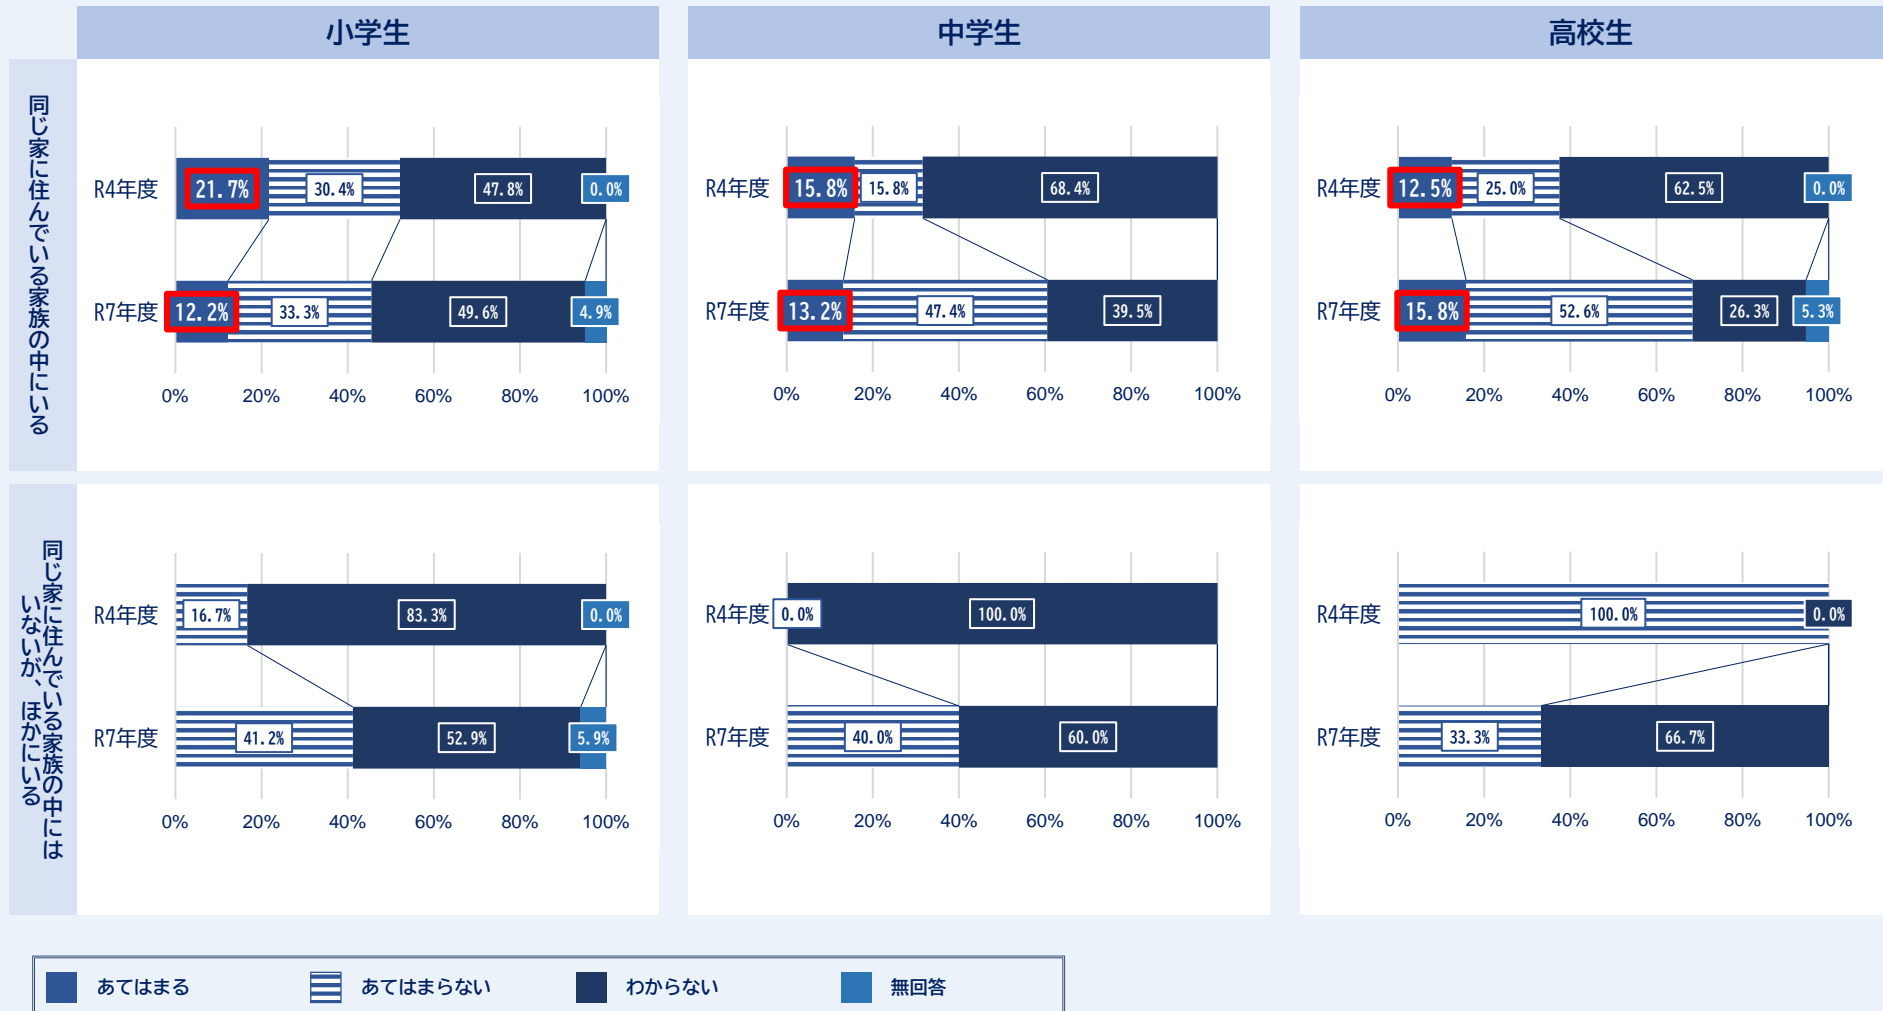 小学生
中学生
高校生
同じ家に住んでいる家族の中にいる
R4年度 21.7% 30.4% 47.8% 0.0%
R7年度 12.2% 33.3% 49.6% 4.9%
0% 20% 40% 60% 80% 100%
R4年度 15.8% 15.8% 68.4%
R7年度 13.2% 47.4% 39.5%
0% 20% 40% 60% 80% 100%
R4年度 12.5% 25.0% 62.5% 0.0%
R7年度 15.8% 52.6% 26.3% 5.3%
0% 20% 40% 60% 80% 100%
同じ家に住んでいる家族の中には
いないが、ほかにいる
R4年度 16.7% 83.3% 0.0%
R7年度 41.2% 52.9% 5.9%
0% 20% 40% 60% 80% 100%
R4年度 0.0% 100.0%
R7年度 40.0% 60.0%
0% 20% 40% 60% 80% 100%
R4年度 100.0% 0.0%
R7年度 33.3% 66.7%
0% 20% 40% 60% 80% 100%
あてはまる あてはまらない わからない 無回答